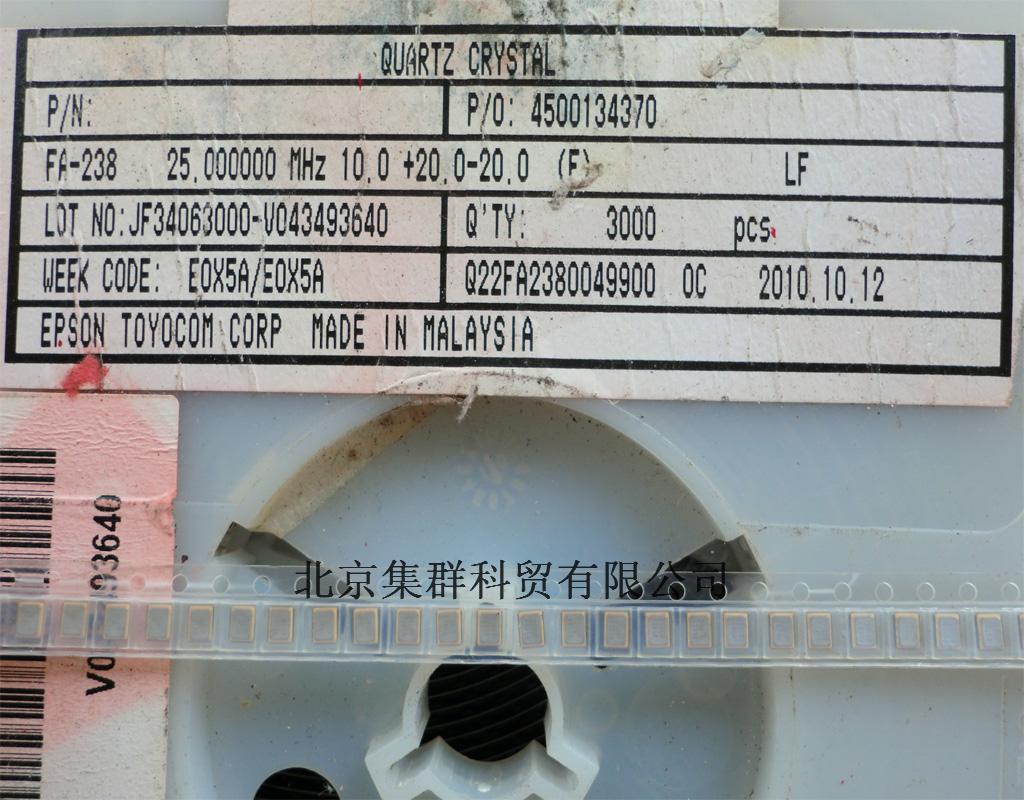 QUARTZ CRYSTAL
P/N:
P/O: 4500134370
FA-238 25.000000 MHz 10.0 +20.0-20.0 (F) LF
LOT NO:JF34063000-V043493640
Q'TY: 3000 pcs
WEEK CODE: E0X5A/E0X5A
Q22FA2380049900 0C 2010.10.12
EPSON TOYOCOM CORP MADE IN MALAYSIA
北京集群科贸有限公司